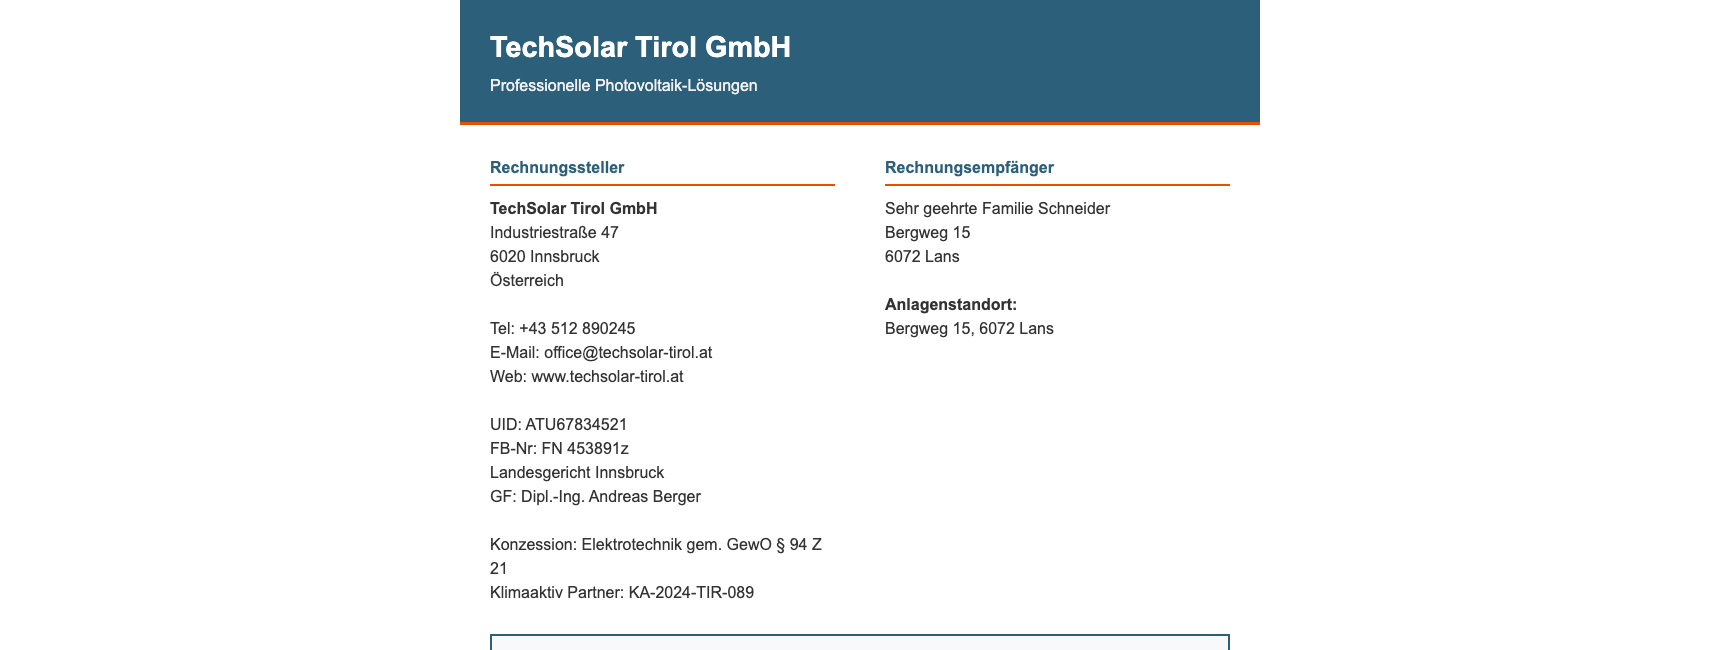 TechSolar Tirol GmbH
Professionelle Photovoltaik-Lösungen
Rechnungssteller
TechSolar Tirol GmbH
Industriestraße 47
6020 Innsbruck
Österreich
Tel: +43 512 890245
E-Mail: office@techsolar-tirol.at
Web: www.techsolar-tirol.at
UID: ATU67834521
FB-Nr: FN 453891z
Landesgericht Innsbruck
GF: Dipl.-Ing. Andreas Berger
Konzession: Elektrotechnik gem. GewO § 94 Z
21
Klimaaktiv Partner: KA-2024-TIR-089
Rechnungsempfänger
Sehr geehrte Familie Schneider
Bergweg 15
6072 Lans
Anlagenstandort:
Bergweg 15, 6072 Lans